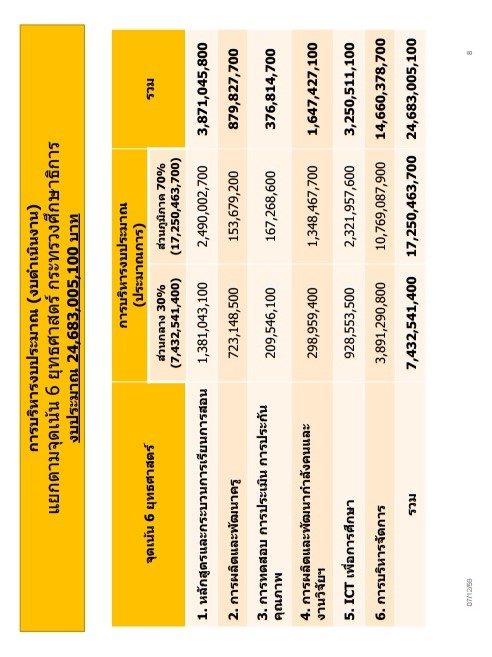 การบริหารงบประมาณ (งบดำเนินงาน)
แยกตามจุดเน้น 6 ยุทธศาสตร์ กระทรวงศึกษาธิการ
งบประมาณ 24,683,005,100 บาท
จุดเน้น 6 ยุทธศาสตร์
การบริหารงบประมาณ
(ประมาณการ)
รวม
ส่วนกลาง 30%
(7,432,541,400)
ส่วนภูมิภาค 70%
(17,250,463,700)
1. หลักสูตรและกระบวนการเรียนการสอน 1,381,043,100 2,490,002,700 3,871,045,800
2. การผลิตและพัฒนาครู 723,148,500 153,679,200 879,827,700
3. การทดสอบ การประเมิน การประกัน
คุณภาพ 209,546,100 167,268,600 376,814,700
4. การผลิตและพัฒนากำลังคนและ
งานวิจัยฯ 298,959,400 1,348,467,700 1,647,427,100
5. ICT เพื่อการศึกษา 928,553,500 2,321,957,600 3,250,511,100
6. การบริหารจัดการ 3,891,290,800 10,769,087,900 14,660,378,700
รวม 7,432,541,400 17,250,463,700 24,683,005,100
07/12/59
8